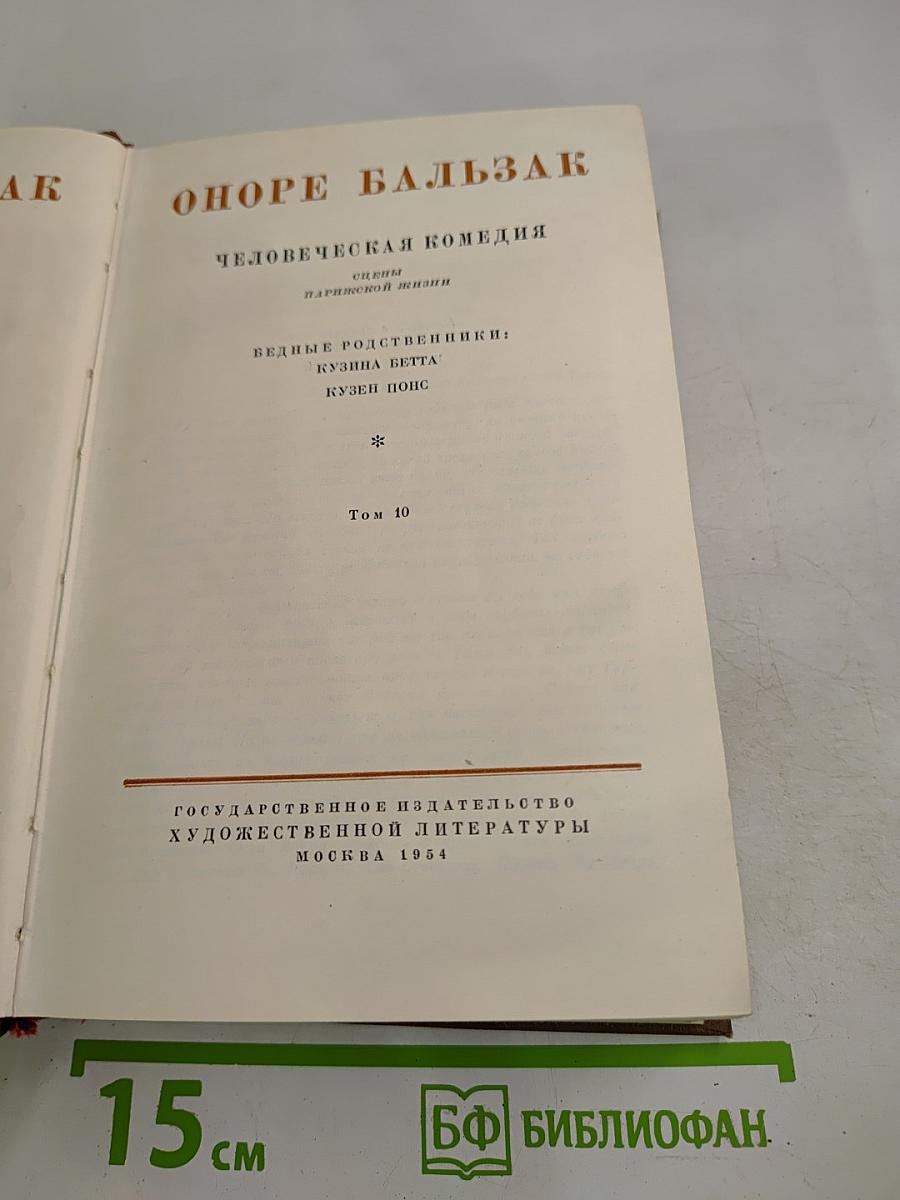 АК
ОНОРЕ БАЛЬЗАК
ЧЕЛОВЕЧЕСКАЯ КОМЕДИЯ
СЦЕНЫ
ПАРИЖСКОЙ ЖИЗНИ
БЕДНЫЕ РОДСТВЕННИКИ:
КУЗИНА БЕТТА
КУЗЕН ПОНС
*
Том 10
ГОСУДАРСТВЕННОЕ ИЗДАТЕЛЬСТВО
ХУДОЖЕСТВЕННОЙ ЛИТЕРАТУРЫ
МОСКВА 1954
15 см
БФ БИБЛИОФАН